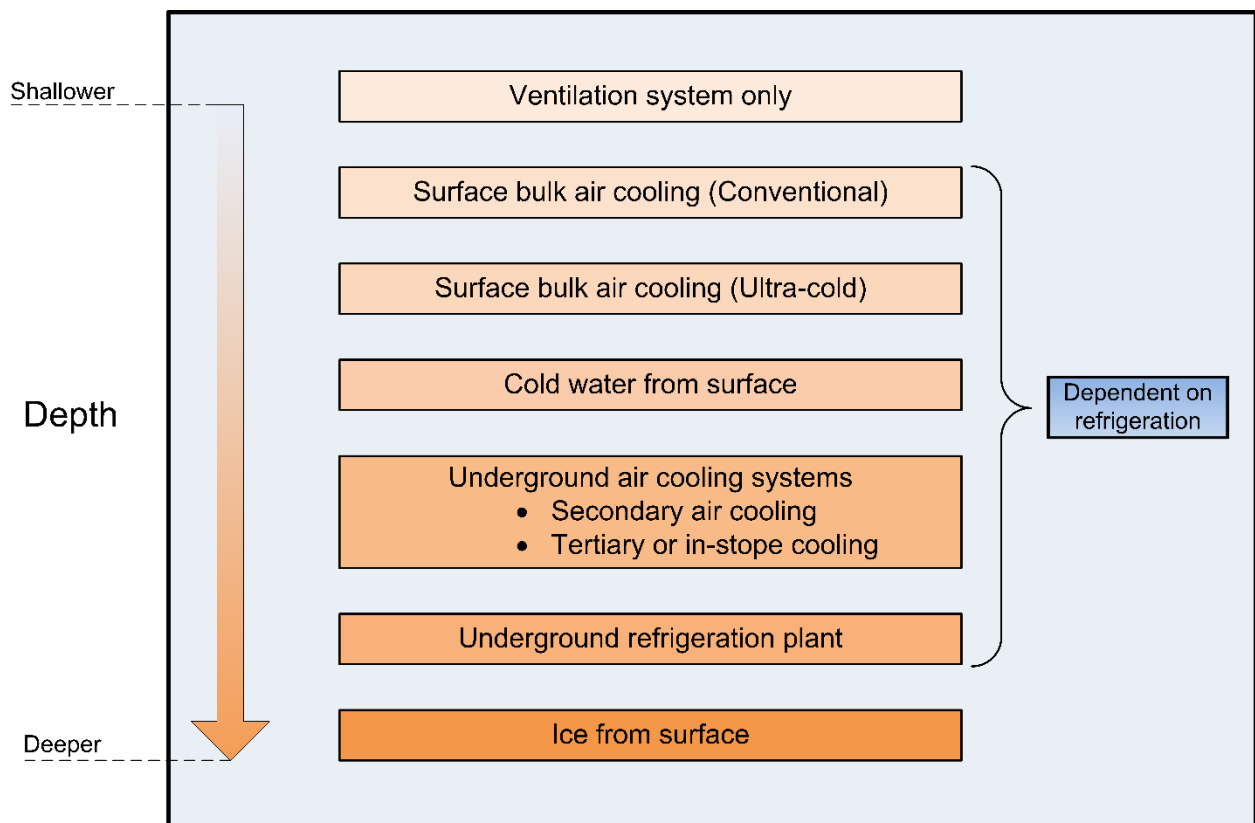 Shallower
Ventilation system only
Surface bulk air cooling (Conventional)
Surface bulk air cooling (Ultra-cold)
Cold water from surface
Dependent on
refrigeration
Depth
Underground air cooling systems
• Secondary air cooling
• Tertiary or in-stope cooling
Underground refrigeration plant
Ice from surface
Deeper